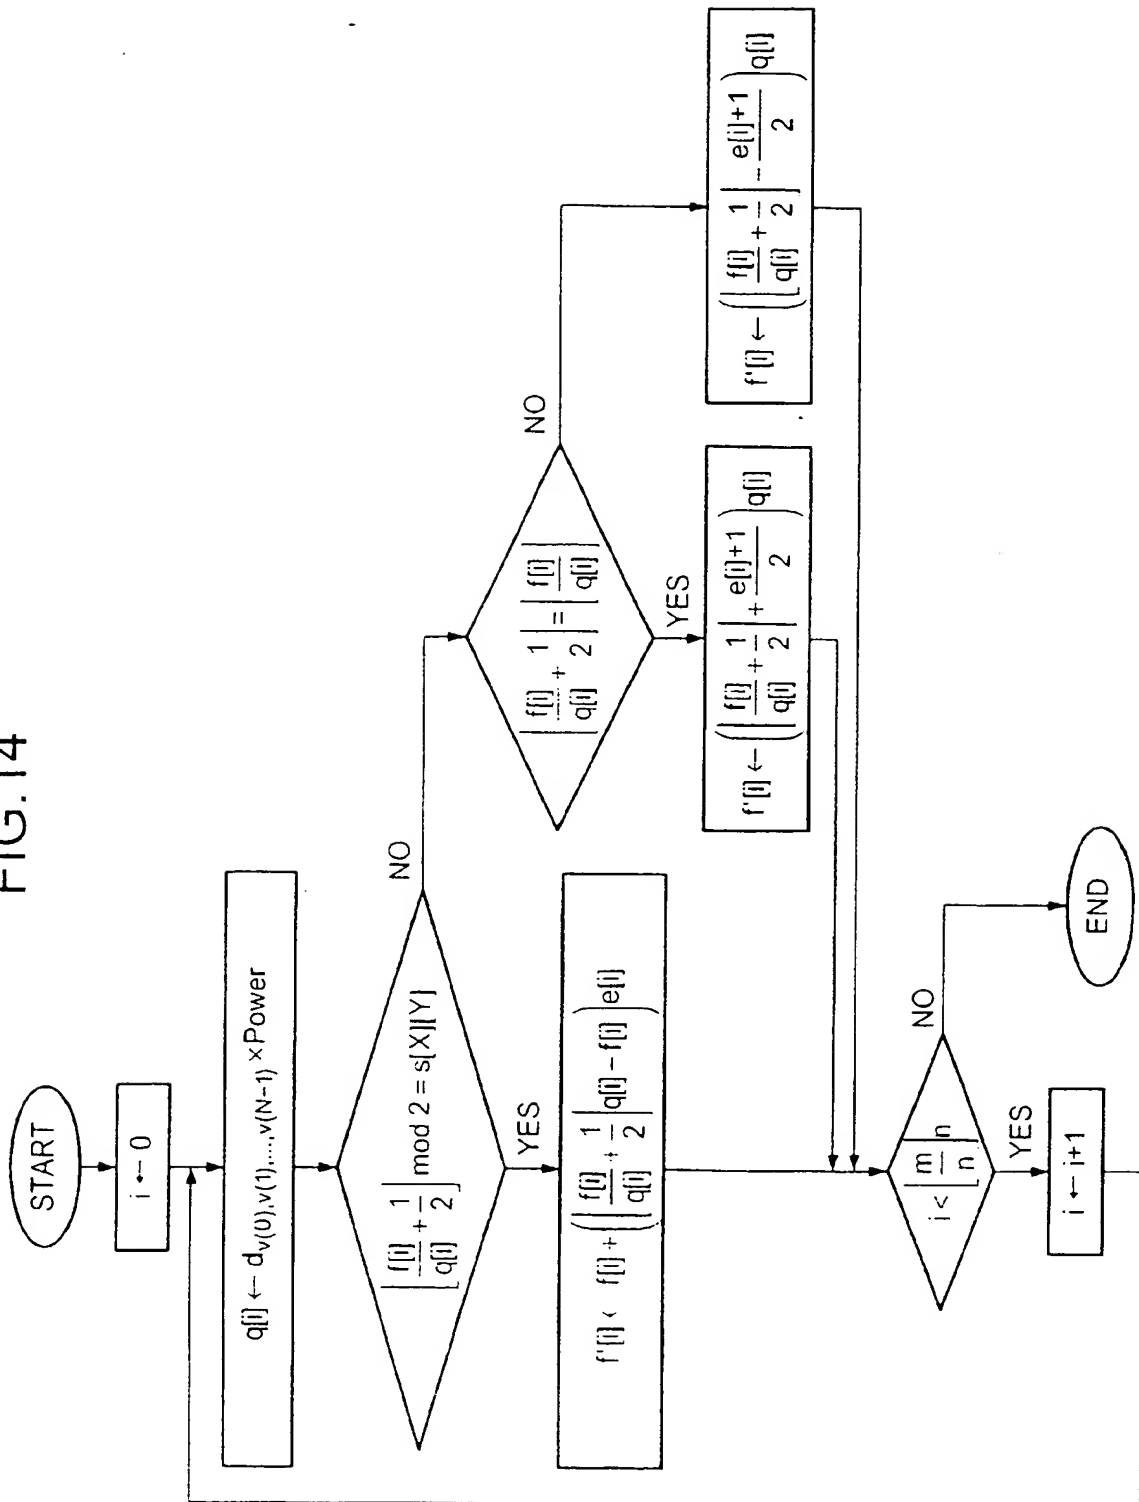 FIG. 14
START
i ← 0
q[i] ← d_{v(0),v(1),...,v(N-1)} × Power
⌊f[i]/q[i] + 1/2⌋ mod 2 = s[X][Y]
NO
YES
⌊f[i]/q[i] + 1/2⌋ = ⌊f[i]/q[i]⌋
NO
YES
f'[i] ← f[i] + (⌊f[i]/q[i] + 1/2⌋ q[i] − f[i]) e[i]
f'[i] ← (⌊f[i]/q[i] + 1/2⌋ + (e[i]+1)/2) q[i]
f'[i] ← (⌊f[i]/q[i] + 1/2⌋ − (e[i]+1)/2) q[i]
i < ⌊m/n⌋ n
NO
YES
i ← i+1
END